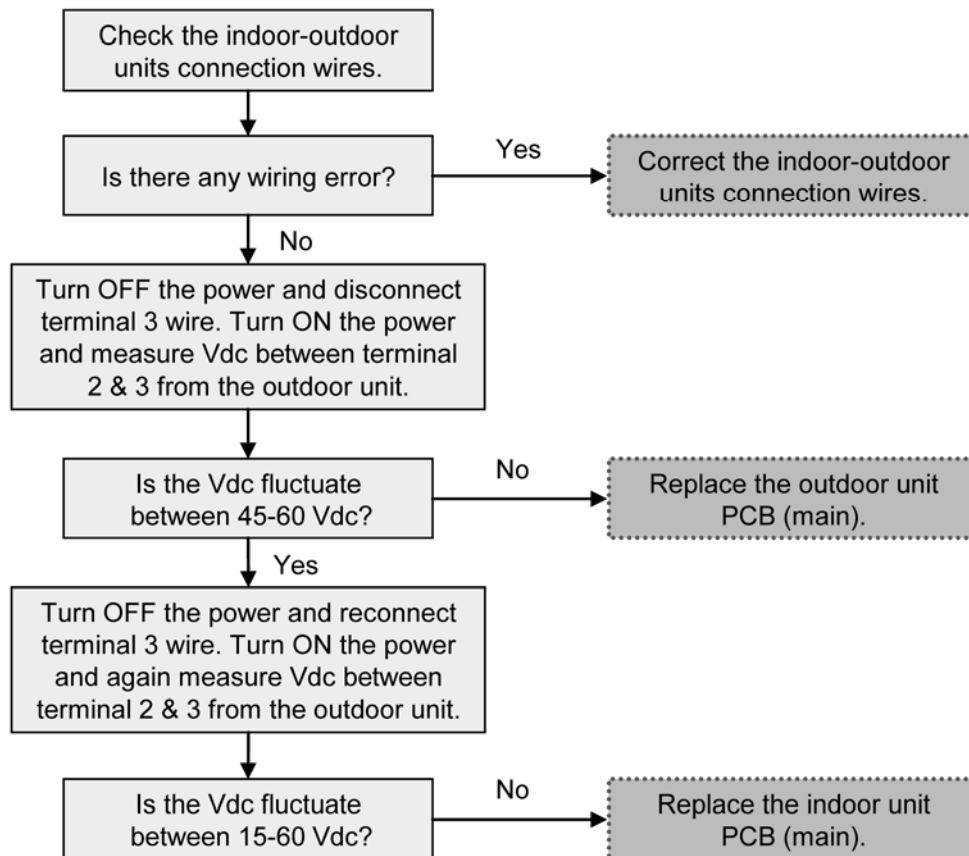 Check the indoor-outdoor
units connection wires.
Is there any wiring error?
Yes
Correct the indoor-outdoor
units connection wires.
No
Turn OFF the power and disconnect
terminal 3 wire. Turn ON the power
and measure Vdc between terminal
2 & 3 from the outdoor unit.
Is the Vdc fluctuate
between 45-60 Vdc?
No
Replace the outdoor unit
PCB (main).
Yes
Turn OFF the power and reconnect
terminal 3 wire. Turn ON the power
and again measure Vdc between
terminal 2 & 3 from the outdoor unit.
Is the Vdc fluctuate
between 15-60 Vdc?
No
Replace the indoor unit
PCB (main).